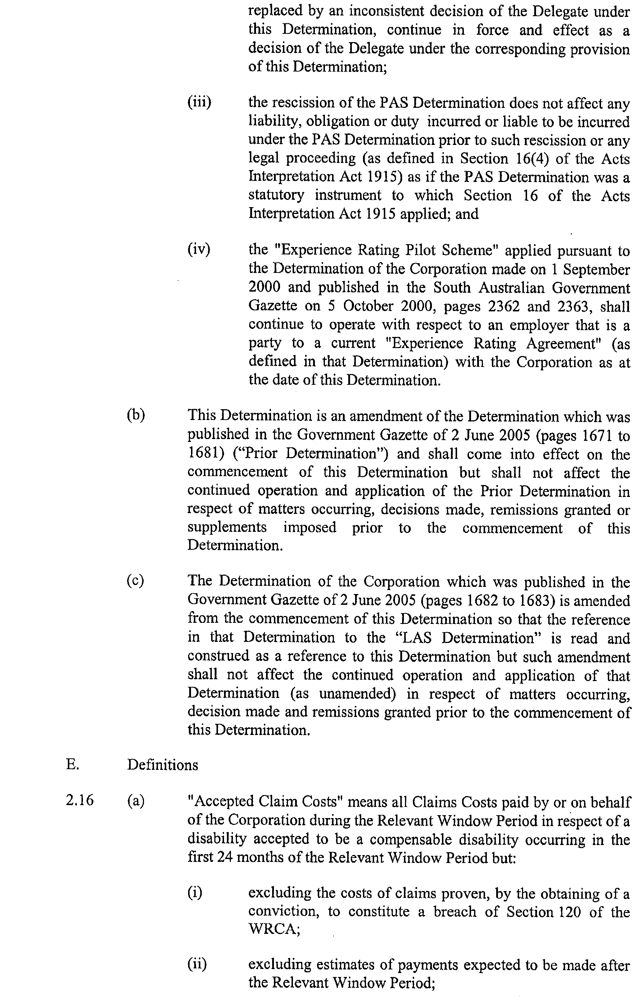 replaced by an inconsistent decision of the Delegate under
this Determination, continue in force and effect as a
decision of the Delegate under the corresponding provision
of this Determination;
(iii) the rescission of the PAS Determination does not affect any
liability, obligation or duty incurred or liable to be incurred
under the PAS Determination prior to such rescission or any
legal proceeding (as defined in Section 16(4) of the Acts
Interpretation Act 1915) as if the PAS Determination was a
statutory instrument to which Section 16 of the Acts
Interpretation Act 1915 applied; and
(iv) the "Experience Rating Pilot Scheme" applied pursuant to
the Determination of the Corporation made on 1 September
2000 and published in the South Australian Government
Gazette on 5 October 2000, pages 2362 and 2363, shall
continue to operate with respect to an employer that is a
party to a current "Experience Rating Agreement" (as
defined in that Determination) with the Corporation as at
the date of this Determination.
(b) This Determination is an amendment of the Determination which was
published in the Government Gazette of 2 June 2005 (pages 1671 to
1681) (“Prior Determination”) and shall come into effect on the
commencement of this Determination but shall not affect the
continued operation and application of the Prior Determination in
respect of matters occurring, decisions made, remissions granted or
supplements imposed prior to the commencement of this
Determination.
(c) The Determination of the Corporation which was published in the
Government Gazette of 2 June 2005 (pages 1682 to 1683) is amended
from the commencement of this Determination so that the reference
in that Determination to the “LAS Determination” is read and
construed as a reference to this Determination but such amendment
shall not affect the continued operation and application of that
Determination (as unamended) in respect of matters occurring,
decision made and remissions granted prior to the commencement of
this Determination.
E. Definitions
2.16 (a) "Accepted Claim Costs" means all Claims Costs paid by or on behalf
of the Corporation during the Relevant Window Period in respect of a
disability accepted to be a compensable disability occurring in the
first 24 months of the Relevant Window Period but:
(i) excluding the costs of claims proven, by the obtaining of a
conviction, to constitute a breach of Section 120 of the
WRCA;
(ii) excluding estimates of payments expected to be made after
the Relevant Window Period;